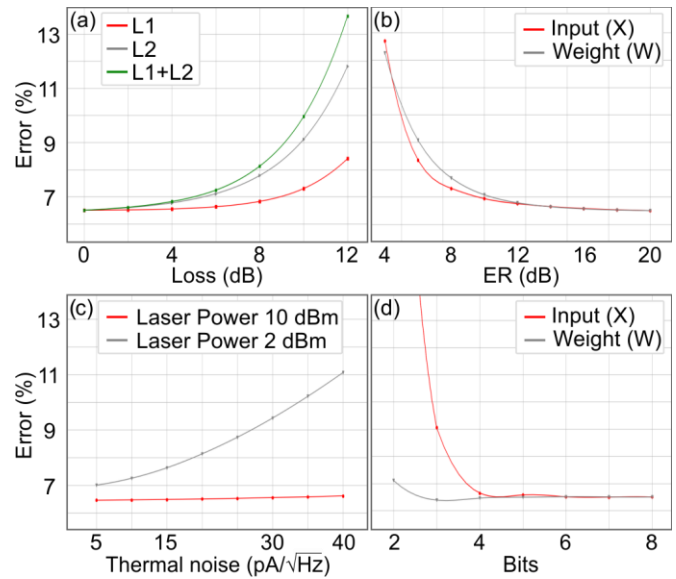 (a)
L1
L2
L1+L2
Error (%)
13
11
9
7
0 4 8 12
Loss (dB)
(b)
Input (X)
Weight (W)
4 8 12 16 20
ER (dB)
(c)
Laser Power 10 dBm
Laser Power 2 dBm
Error (%)
13
11
9
7
5 15 30 40
Thermal noise (pA/√Hz)
(d)
Input (X)
Weight (W)
2 4 6 8
Bits